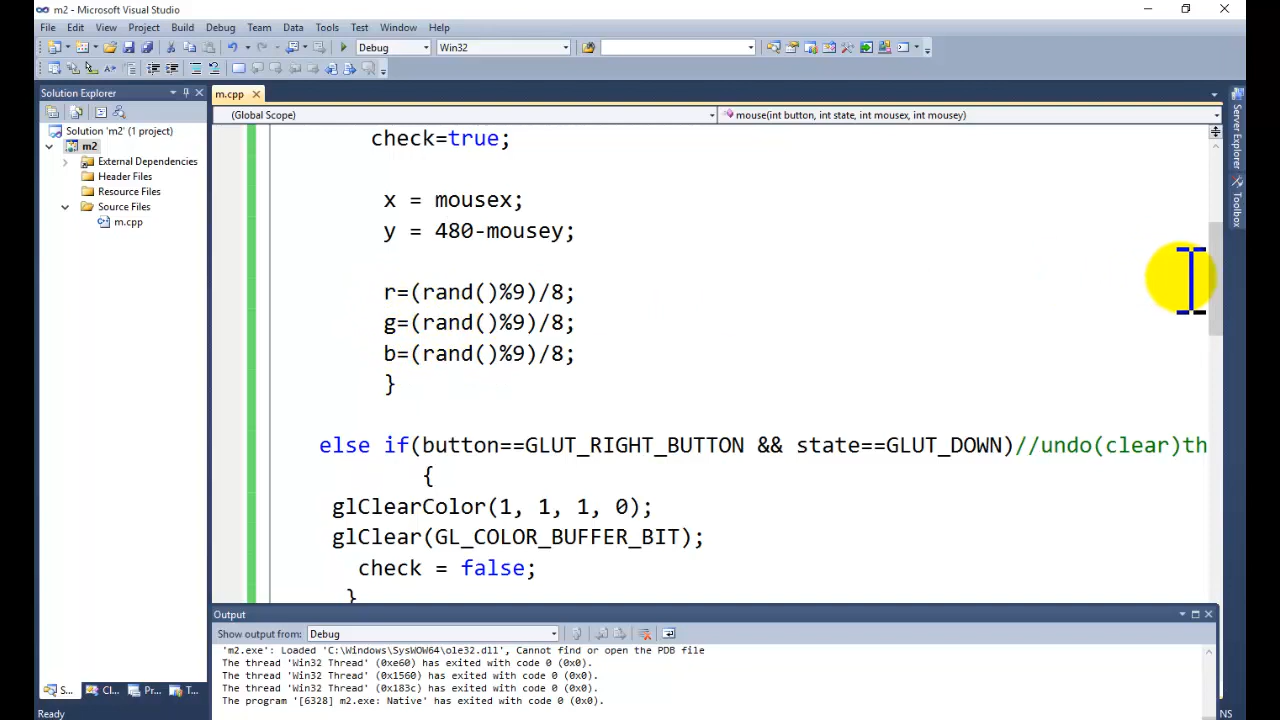 m2 - Microsoft Visual Studio
File Edit View Project Build Debug Team Data Tools Test Window Help
Debug Win32
Solution Explorer
m.cpp
(Global Scope) mouse(int button, int state, int mousex, int mousey)
Solution 'm2' (1 project)
m2
External Dependencies
Header Files
Resource Files
Source Files
m.cpp
check=true;
x = mousex;
y = 480-mousey;
r=(rand()%9)/8;
g=(rand()%9)/8;
b=(rand()%9)/8;
}
else if(button==GLUT_RIGHT_BUTTON && state==GLUT_DOWN)//undo(clear)th
{
glClearColor(1, 1, 1, 0);
glClear(GL_COLOR_BUFFER_BIT);
check = false;
}
Server Explorer
Toolbox
Output
Show output from: Debug
'm2.exe': Loaded 'C:\Windows\SysWOW64\ole32.dll', Cannot find or open the PDB file
The thread 'Win32 Thread' (0xe60) has exited with code 0 (0x0).
The thread 'Win32 Thread' (0x1560) has exited with code 0 (0x0).
The thread 'Win32 Thread' (0x183c) has exited with code 0 (0x0).
The program '[6328] m2.exe: Native' has exited with code 0 (0x0).
S... Cl... Pr... T...
Ready NS